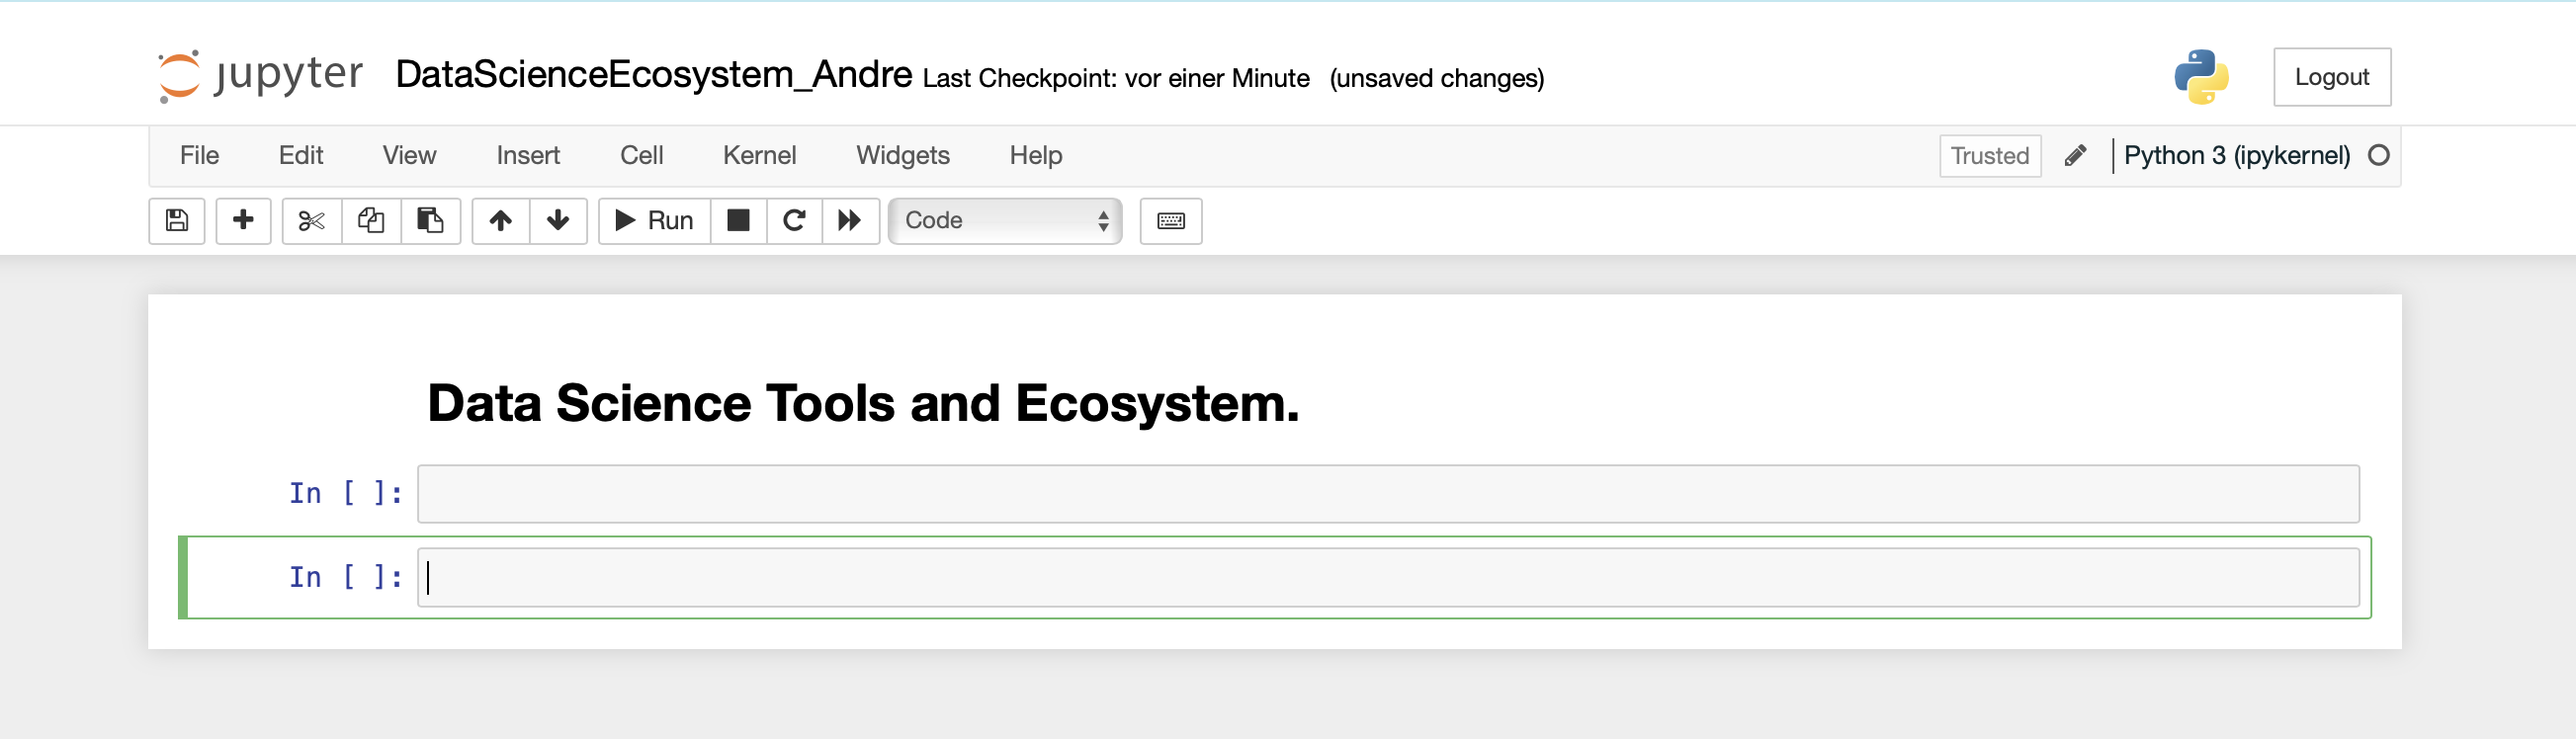 jupyter DataScienceEcosystem_Andre Last Checkpoint: vor einer Minute (unsaved changes) Logout
File Edit View Insert Cell Kernel Widgets Help Trusted Python 3 (ipykernel)
Run Code
Data Science Tools and Ecosystem.
In [ ]:
In [ ]: